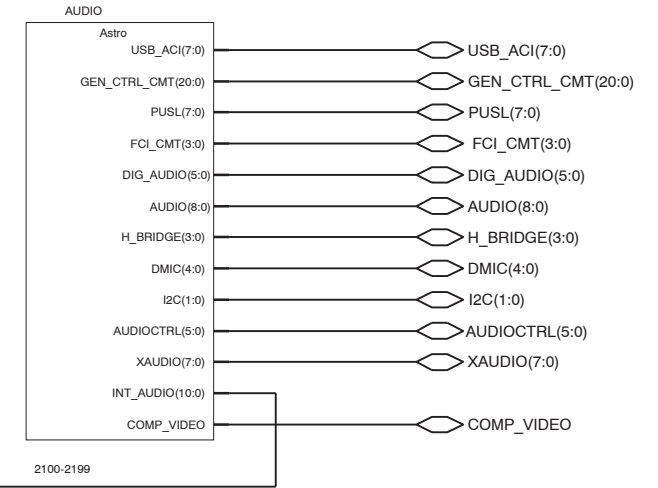 AUDIO
Astro
USB_ACI(7:0) USB_ACI(7:0)
GEN_CTRL_CMT(20:0) GEN_CTRL_CMT(20:0)
PUSL(7:0) PUSL(7:0)
FCI_CMT(3:0) FCI_CMT(3:0)
DIG_AUDIO(5:0) DIG_AUDIO(5:0)
AUDIO(8:0) AUDIO(8:0)
H_BRIDGE(3:0) H_BRIDGE(3:0)
DMIC(4:0) DMIC(4:0)
I2C(1:0) I2C(1:0)
AUDIOCTRL(5:0) AUDIOCTRL(5:0)
XAUDIO(7:0) XAUDIO(7:0)
INT_AUDIO(10:0)
COMP_VIDEO COMP_VIDEO
2100-2199